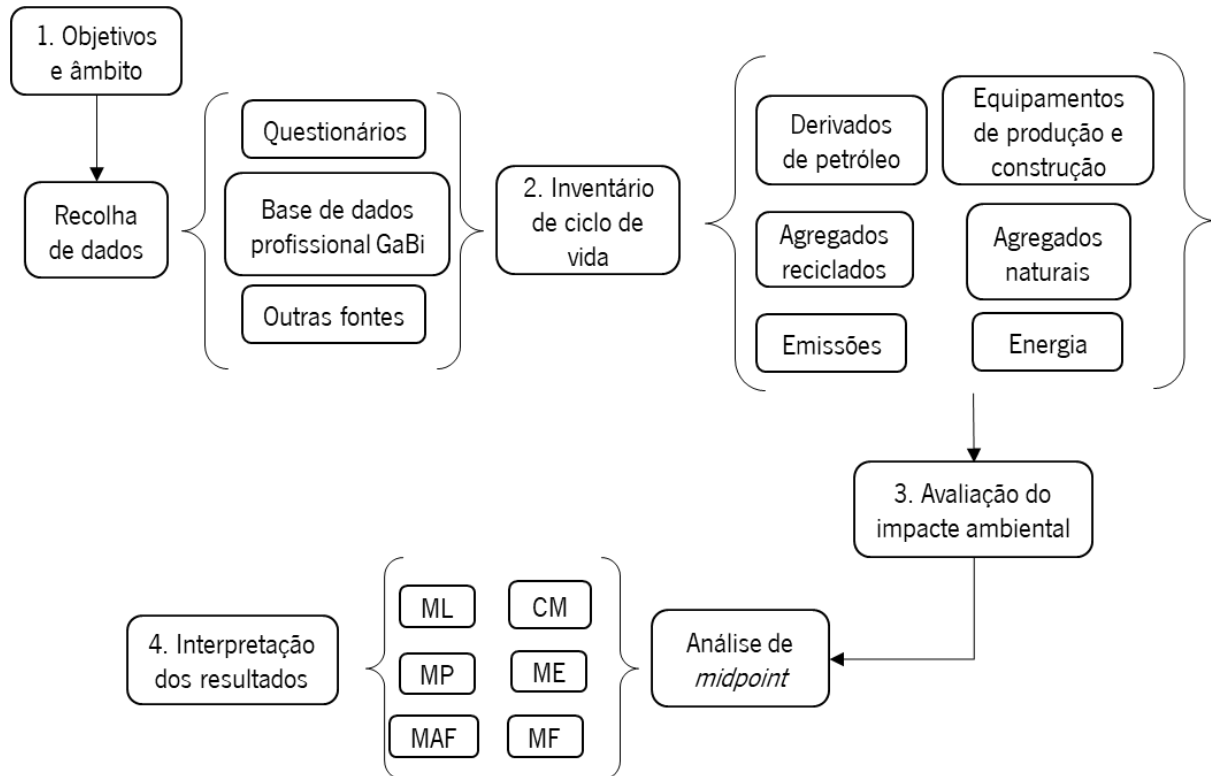 1. Objetivos
e âmbito
Recolha
de dados
Questionários
Base de dados
profissional GaBi
Outras fontes
2. Inventário
de ciclo de
vida
Derivados
de petróleo
Equipamentos
de produção e
construção
Agregados
reciclados
Agregados
naturais
Emissões
Energia
3. Avaliação do
impacte ambiental
Análise de
midpoint
ML
CM
MP
ME
MAF
MF
4. Interpretação
dos resultados